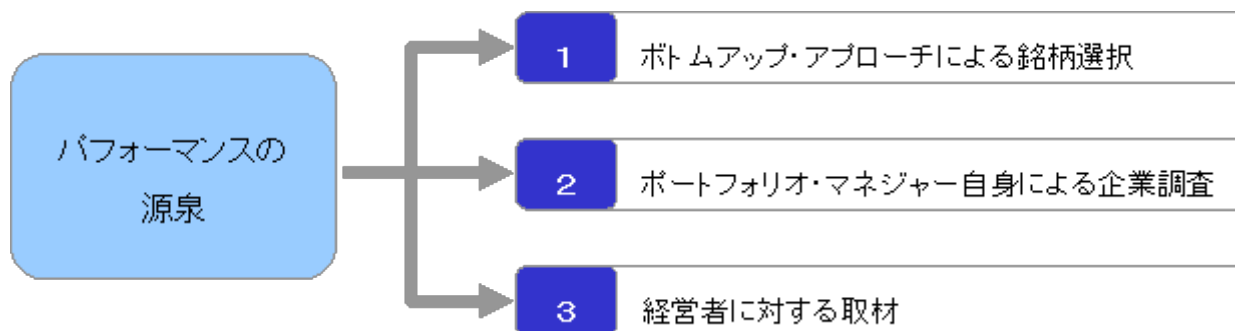 パフォーマンスの
源泉
1 ボトムアップ・アプローチによる銘柄選択
2 ポートフォリオ・マネジャー自身による企業調査
3 経営者に対する取材